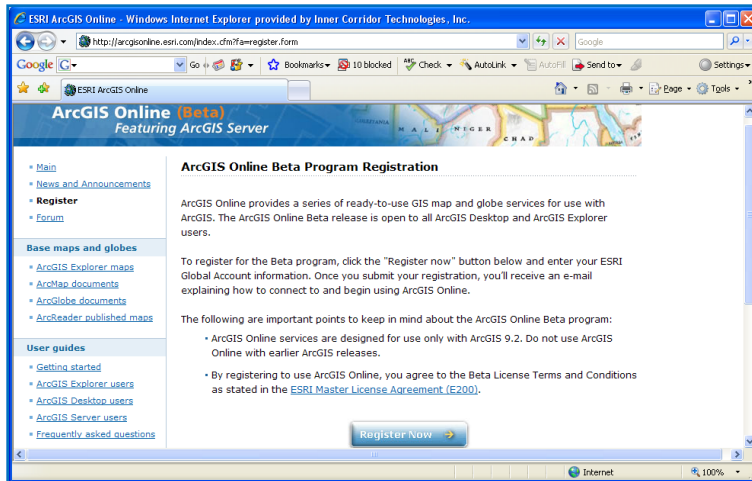 ESRI ArcGIS Online - Windows Internet Explorer provided by Inner Corridor Technologies, Inc.
http://arcgisonline.esri.com/index.cfm?fa=register.form
Google
Google G
Go
Bookmarks
10 blocked
ABC Check
AutoLink
AutoFill
Send to
Settings
ESRI ArcGIS Online
Page
Tools
ArcGIS Online (Beta)
Featuring ArcGIS Server
MAURITANIA
MALI
NIGER
CHAD
Main
News and Announcements
Register
Forum
Base maps and globes
ArcGIS Explorer maps
ArcMap documents
ArcGlobe documents
ArcReader published maps
User guides
Getting started
ArcGIS Explorer users
ArcGIS Desktop users
ArcGIS Server users
Frequently asked questions
ArcGIS Online Beta Program Registration
ArcGIS Online provides a series of ready-to-use GIS map and globe services for use with
ArcGIS. The ArcGIS Online Beta release is open to all ArcGIS Desktop and ArcGIS Explorer
users.
To register for the Beta program, click the "Register now" button below and enter your ESRI
Global Account information. Once you submit your registration, you'll receive an e-mail
explaining how to connect to and begin using ArcGIS Online.
The following are important points to keep in mind about the ArcGIS Online Beta program:
ArcGIS Online services are designed for use only with ArcGIS 9.2. Do not use ArcGIS
Online with earlier ArcGIS releases.
By registering to use ArcGIS Online, you agree to the Beta License Terms and Conditions
as stated in the ESRI Master License Agreement (E200).
Register Now
Internet
100%